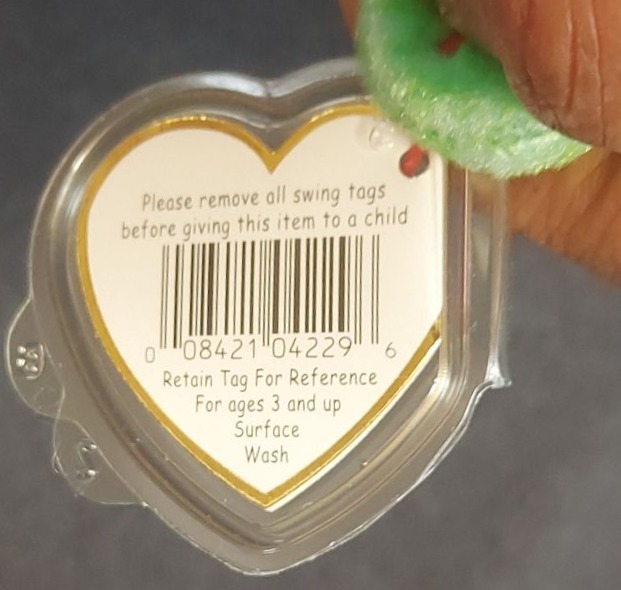 Please remove all swing tags
before giving this item to a child
0 08421 04229 6
Retain Tag For Reference
For ages 3 and up
Surface
Wash